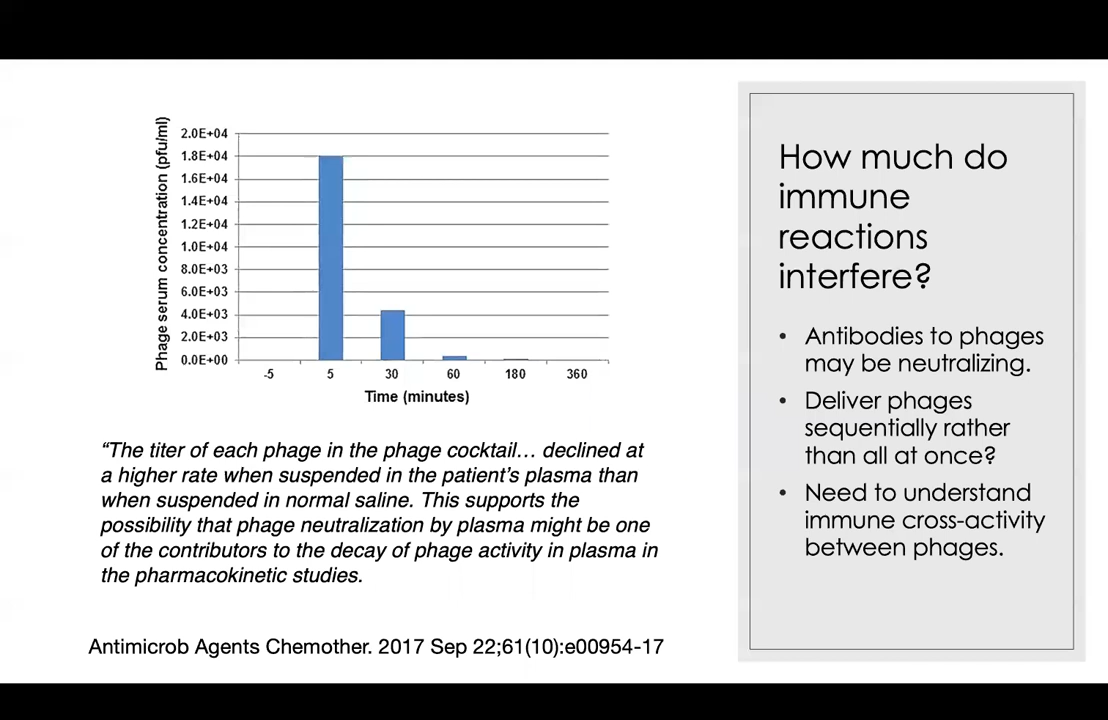 Phage serum concentration (pfu/ml)
2.0E+04
1.8E+04
1.6E+04
1.4E+04
1.2E+04
1.0E+04
8.0E+03
6.0E+03
4.0E+03
2.0E+03
0.0E+00
-5 5 30 60 180 360
Time (minutes)
“The titer of each phage in the phage cocktail… declined at
a higher rate when suspended in the patient’s plasma than
when suspended in normal saline. This supports the
possibility that phage neutralization by plasma might be one
of the contributors to the decay of phage activity in plasma in
the pharmacokinetic studies.
Antimicrob Agents Chemother. 2017 Sep 22;61(10):e00954-17
How much do
immune
reactions
interfere?
• Antibodies to phages
may be neutralizing.
• Deliver phages
sequentially rather
than all at once?
• Need to understand
immune cross-activity
between phages.